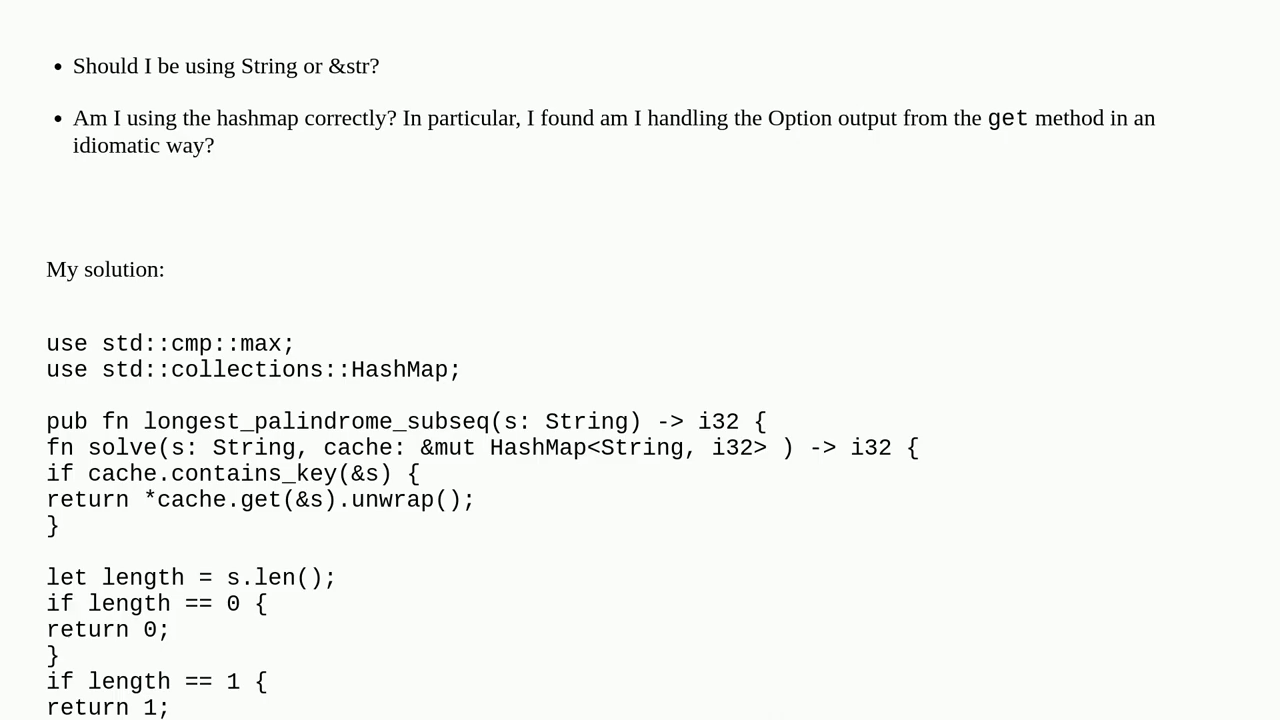 • Should I be using String or &str?
• Am I using the hashmap correctly? In particular, I found am I handling the Option output from the get method in an
idiomatic way?
My solution:
use std::cmp::max;
use std::collections::HashMap;
pub fn longest_palindrome_subseq(s: String) -> i32 {
fn solve(s: String, cache: &mut HashMap<String, i32> ) -> i32 {
if cache.contains_key(&s) {
return *cache.get(&s).unwrap();
}
let length = s.len();
if length == 0 {
return 0;
}
if length == 1 {
return 1;